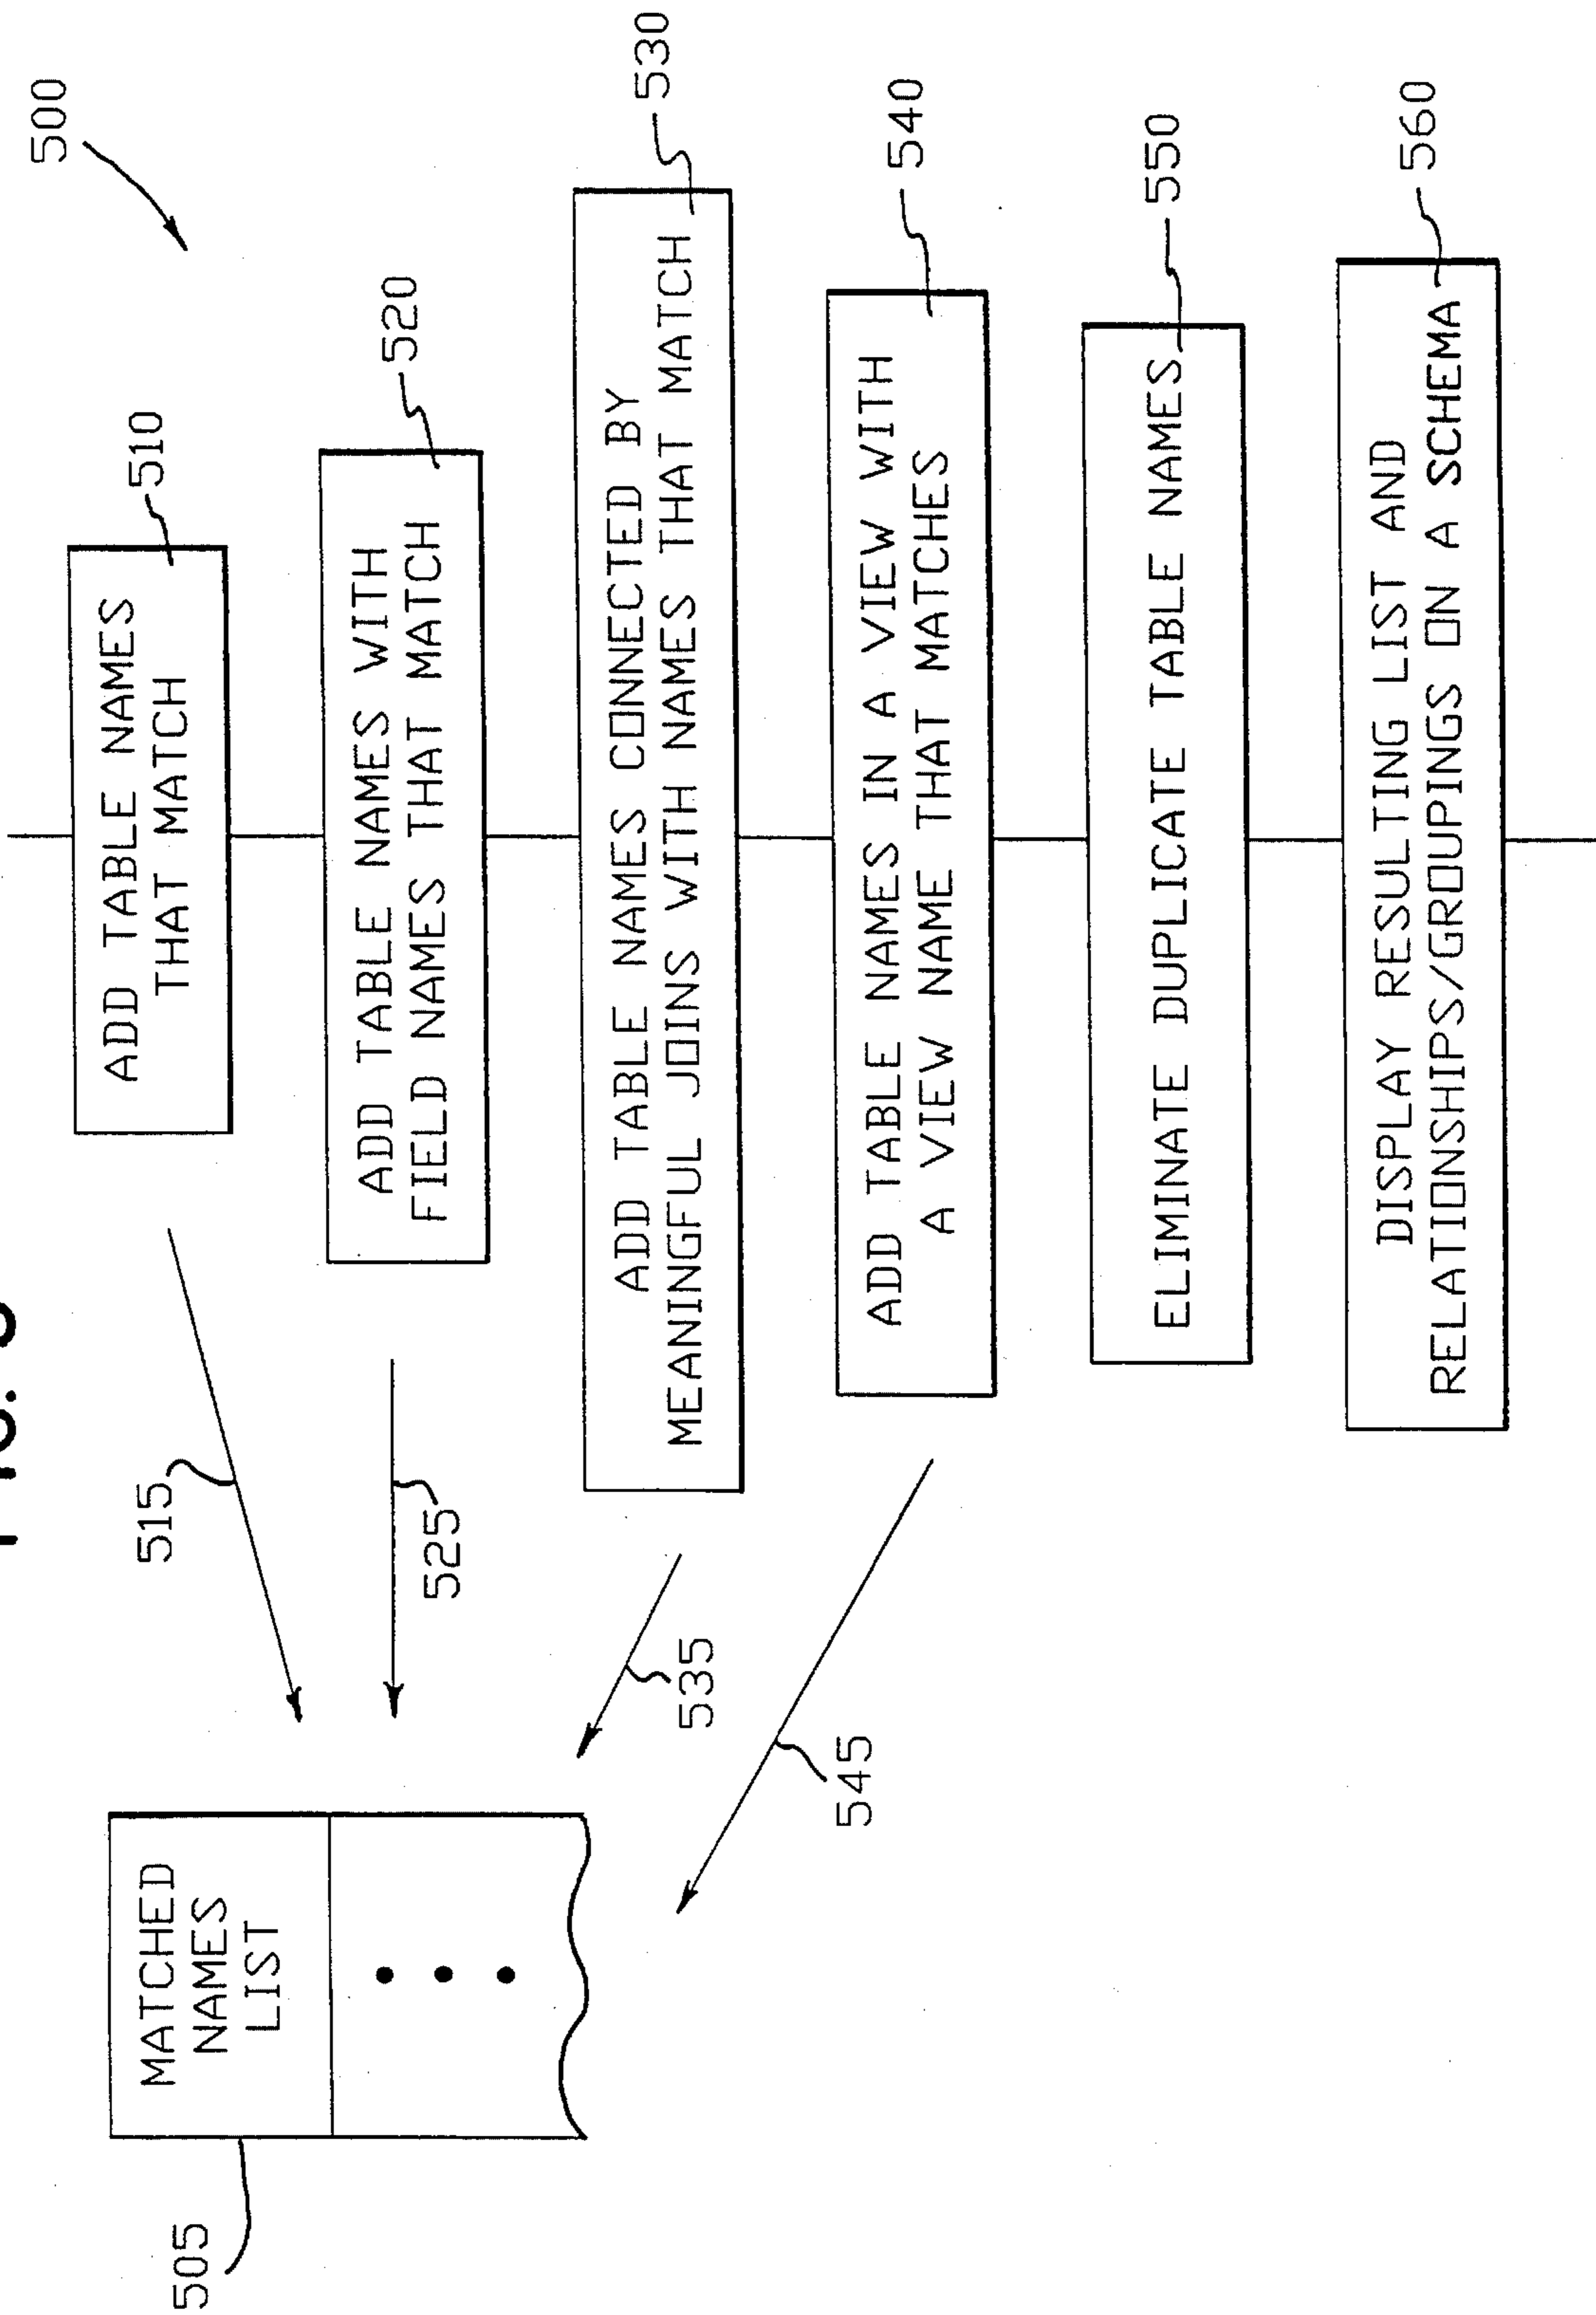 500
510
ADD TABLE NAMES
THAT MATCH
515
505
MATCHED
NAMES
LIST
520
ADD TABLE NAMES WITH
FIELD NAMES THAT MATCH
525
530
ADD TABLE NAMES CONNECTED BY
MEANINGFUL JOINS WITH NAMES THAT MATCH
535
540
ADD TABLE NAMES IN A VIEW WITH
A VIEW NAME THAT MATCHES
545
550
ELIMINATE DUPLICATE TABLE NAMES
560
DISPLAY RESULTING LIST AND
RELATIONSHIPS/GROUPINGS ON A SCHEMA